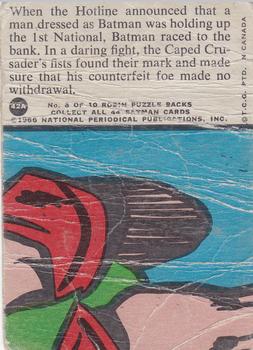 When the Hotline announced that a
man dressed as Batman was holding up
the 1st National, Batman raced to the
bank. In a daring fight, the Caped Cru-
sader's fists found their mark and made
sure that his counterfeit foe made no
withdrawal.
42A
No. 8 of 10 ROBIN PUZZLE BACKS
COLLECT ALL 44 BATMAN CARDS
©1966 NATIONAL PERIODICAL PUBLICATIONS, INC.
©T.C.G. PTD. IN CANADA